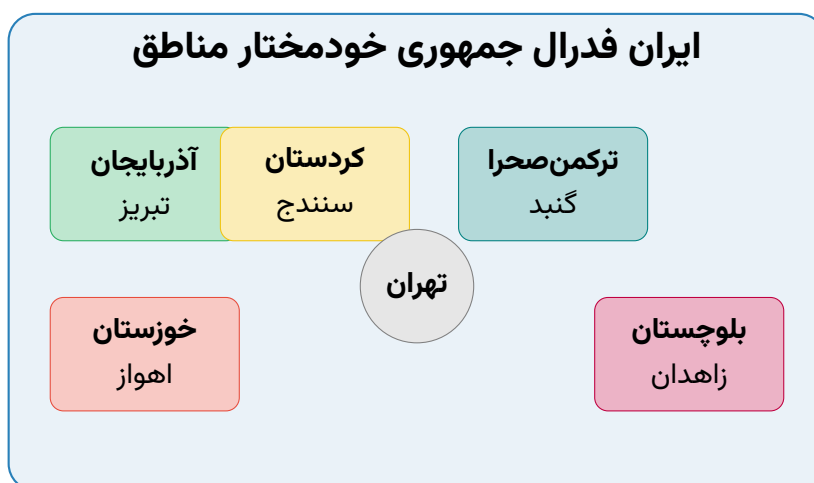 ایران فدرال جمهوری خودمختار مناطق
ترکمن‌صحرا
گنبد
کردستان
سنندج
آذربایجان
تبریز
تهران
بلوچستان
زاهدان
خوزستان
اهواز